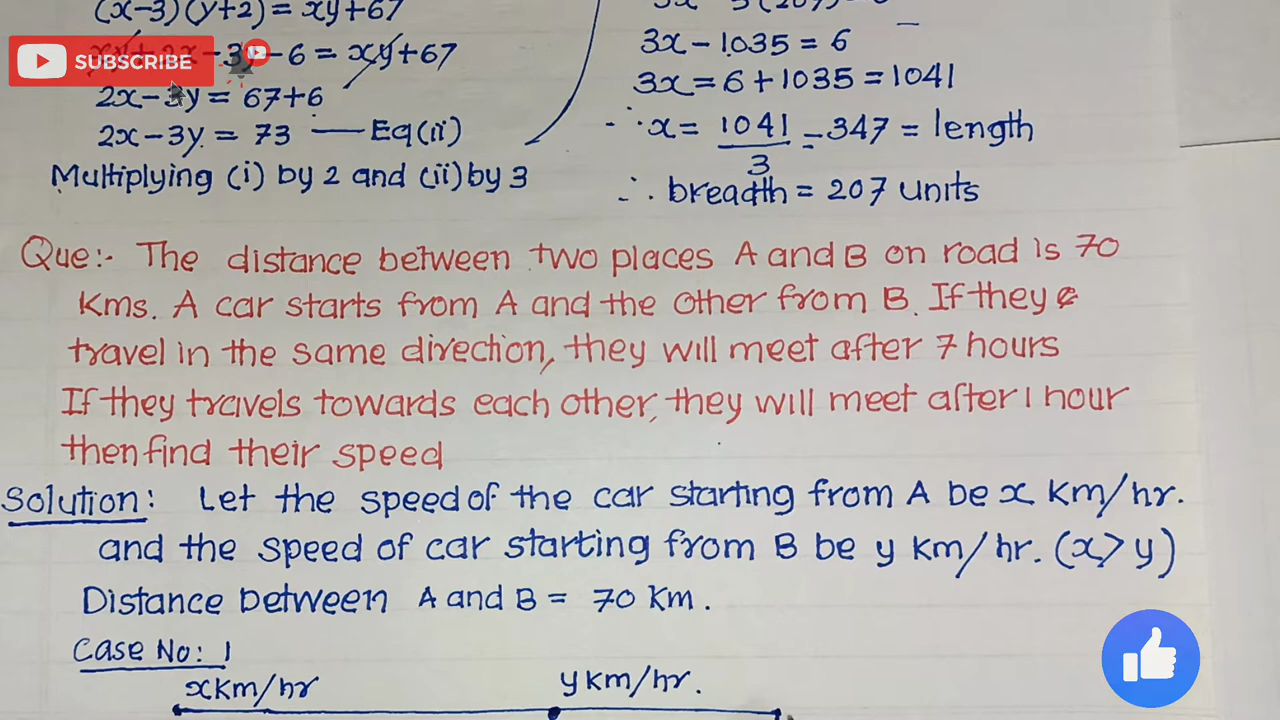 (x-3)(y+2) = xy+67
-6 = xy+67
2x-3y = 67+6
2x-3y = 73 — Eq(ii)
Multiplying (i) by 2 and (ii) by 3
3x-1035 = 6
3x = 6+1035 = 1041
∴ x = 1041/3 = 347 = length
∴ breadth = 207 units
SUBSCRIBE
Que:- The distance between two places A and B on road is 70
Kms. A car starts from A and the other from B. If they
travel in the same direction, they will meet after 7 hours
If they travels towards each other, they will meet after 1 hour
then find their speed
Solution: Let the speed of the car starting from A be x Km/hr.
and the speed of car starting from B be y Km/hr. (x>y)
Distance between A and B = 70 Km.
Case No: 1
xKm/hr
yKm/hr.